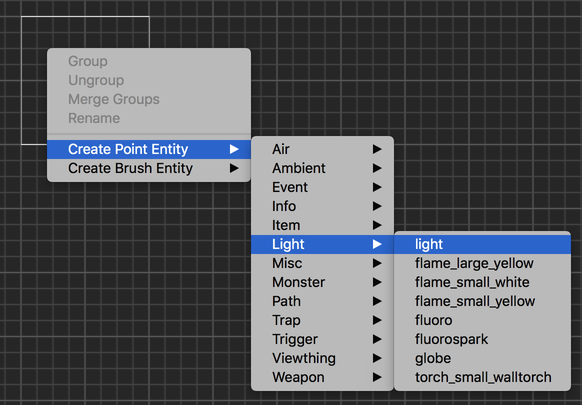 Group
Ungroup
Merge Groups
Rename
Create Point Entity
Create Brush Entity
Air
Ambient
Event
Info
Item
Light
Misc
Monster
Path
Trap
Trigger
Viewthing
Weapon
light
flame_large_yellow
flame_small_white
flame_small_yellow
fluoro
fluorospark
globe
torch_small_walltorch